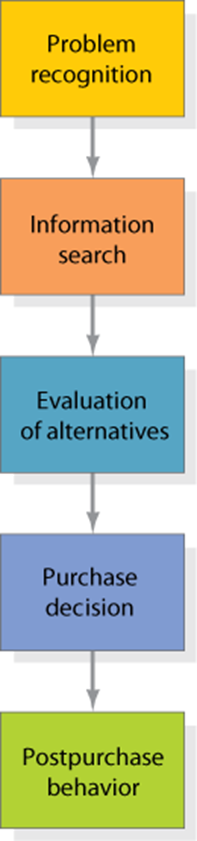 Problem
recognition
Information
search
Evaluation
of alternatives
Purchase
decision
Postpurchase
behavior